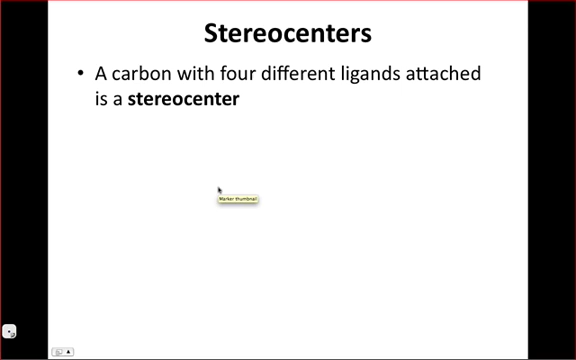 Stereocenters
• A carbon with four different ligands attached
is a stereocenter
Marker thumbnail